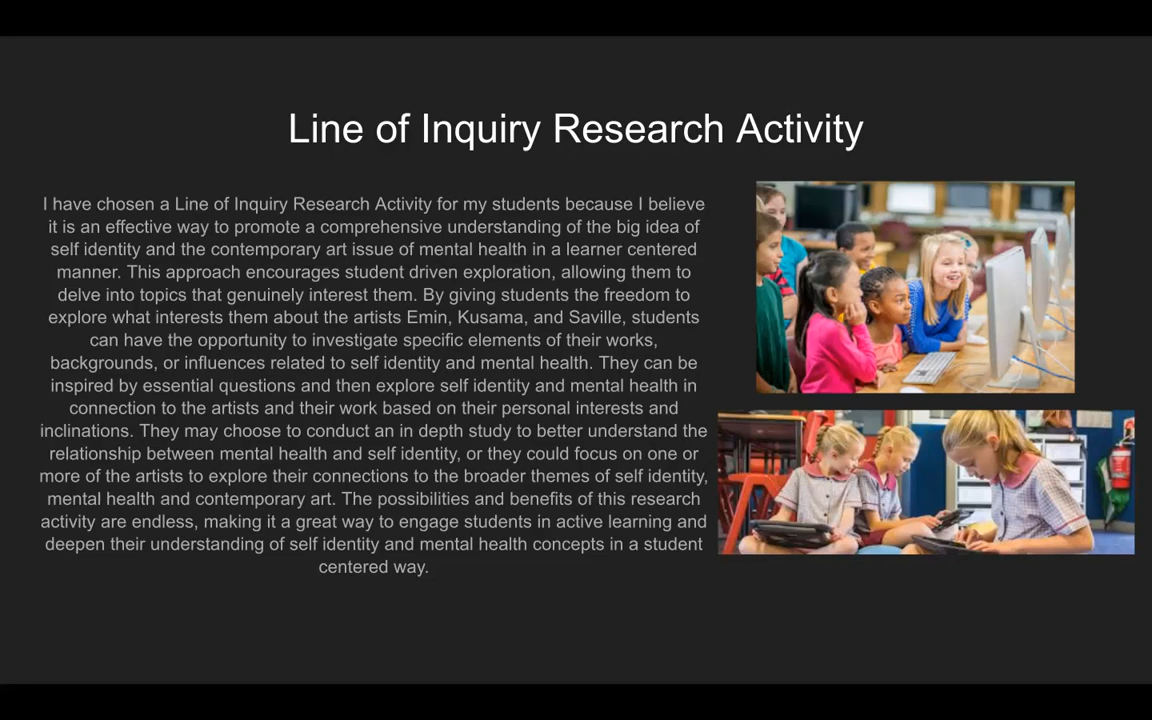 Line of Inquiry Research Activity
I have chosen a Line of Inquiry Research Activity for my students because I believe
it is an effective way to promote a comprehensive understanding of the big idea of
self identity and the contemporary art issue of mental health in a learner centered
manner. This approach encourages student driven exploration, allowing them to
delve into topics that genuinely interest them. By giving students the freedom to
explore what interests them about the artists Emin, Kusama, and Saville, students
can have the opportunity to investigate specific elements of their works,
backgrounds, or influences related to self identity and mental health. They can be
inspired by essential questions and then explore self identity and mental health in
connection to the artists and their work based on their personal interests and
inclinations. They may choose to conduct an in depth study to better understand the
relationship between mental health and self identity, or they could focus on one or
more of the artists to explore their connections to the broader themes of self identity,
mental health and contemporary art. The possibilities and benefits of this research
activity are endless, making it a great way to engage students in active learning and
deepen their understanding of self identity and mental health concepts in a student
centered way.